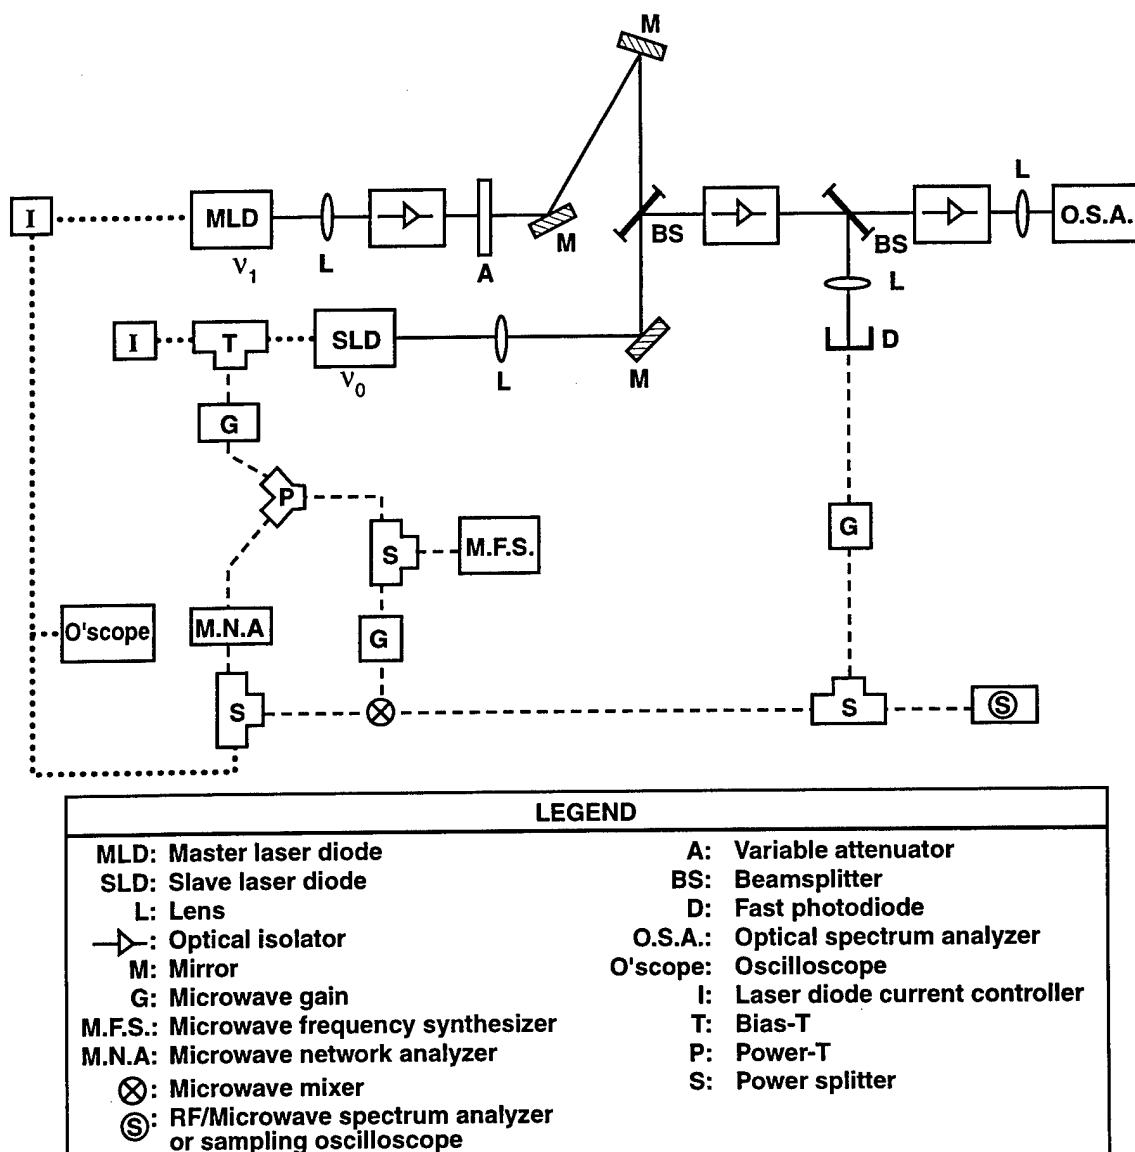 M
I
MLD
L
A
M
BS
BS
L
O.S.A.
ν1
L
I
T
SLD
L
M
D
ν0
G
P
S
M.F.S.
G
O'scope
M.N.A
G
S
S
Ⓢ
LEGEND
MLD: Master laser diode
SLD: Slave laser diode
L: Lens
: Optical isolator
M: Mirror
G: Microwave gain
M.F.S.: Microwave frequency synthesizer
M.N.A: Microwave network analyzer
⊗: Microwave mixer
Ⓢ: RF/Microwave spectrum analyzer
or sampling oscilloscope
A: Variable attenuator
BS: Beamsplitter
D: Fast photodiode
O.S.A.: Optical spectrum analyzer
O'scope: Oscilloscope
I: Laser diode current controller
T: Bias-T
P: Power-T
S: Power splitter